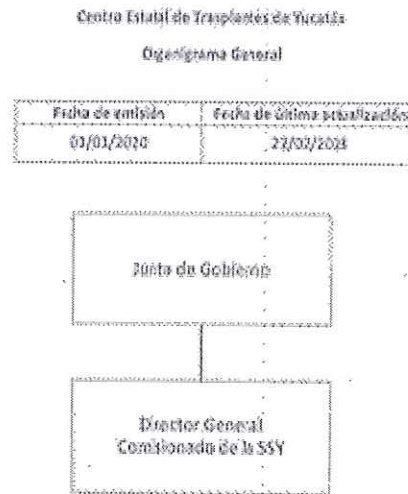 Centro Estatal de Trasplantes de Yucatán
Organigrama General
Fecha de emisión
Fecha de última actualización
01/01/2020
Junta de Gobierno
Director General
Comisionado de la SSY